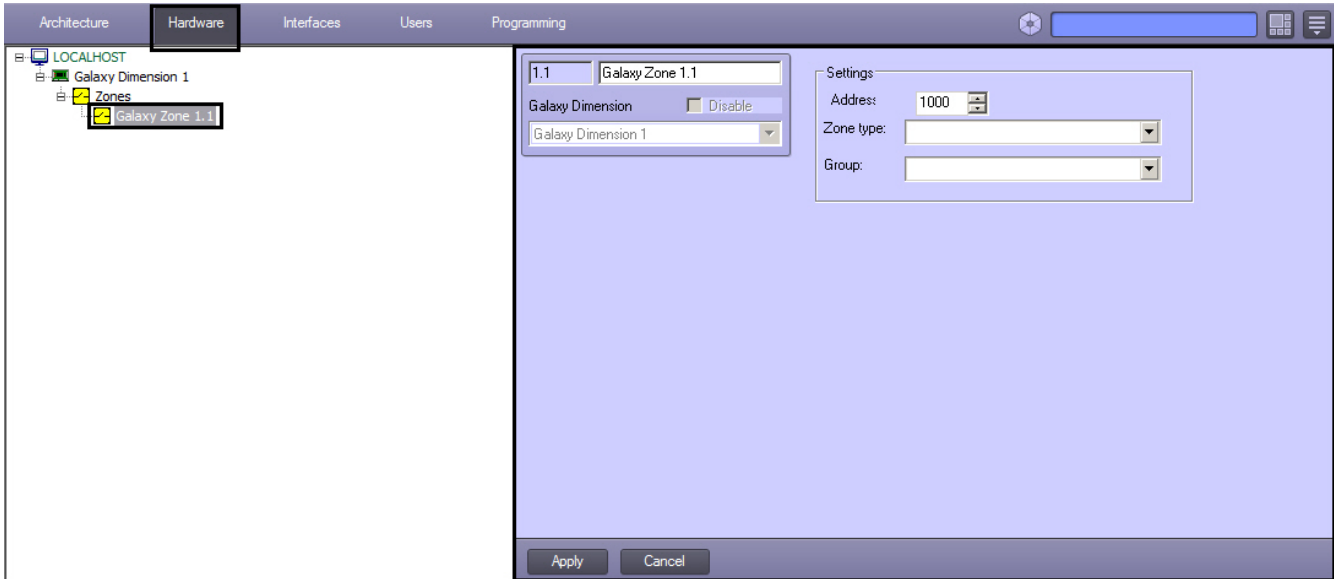 Architecture Hardware Interfaces Users Programming
LOCALHOST
Galaxy Dimension 1
Zones
Galaxy Zone 1.1
1.1 Galaxy Zone 1.1
Galaxy Dimension Disable
Galaxy Dimension 1
Settings
Address: 1000
Zone type:
Group:
Apply Cancel